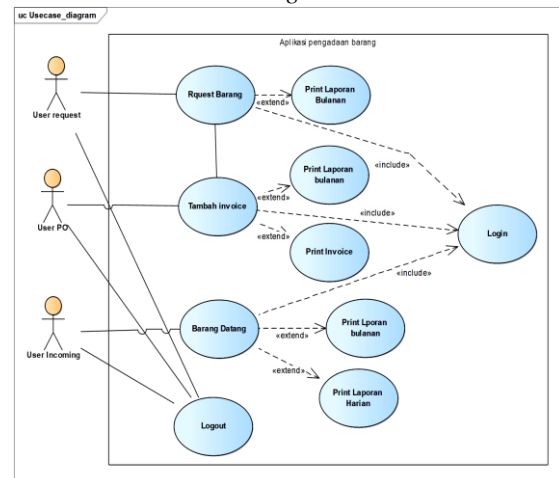 uc Usecase_diagram
Aplikasi pengadaan barang
User request
Rquest Barang
«extend»
Print Laporan
Bulanan
«include»
User PO
Tambah invoice
«extend»
Print Laporan
bulanan
«include»
«extend»
Print Invoice
Login
«include»
User Incoming
Barang Datang
«extend»
Print Lporan
bulanan
«extend»
Print Laporan
Harian
Logout